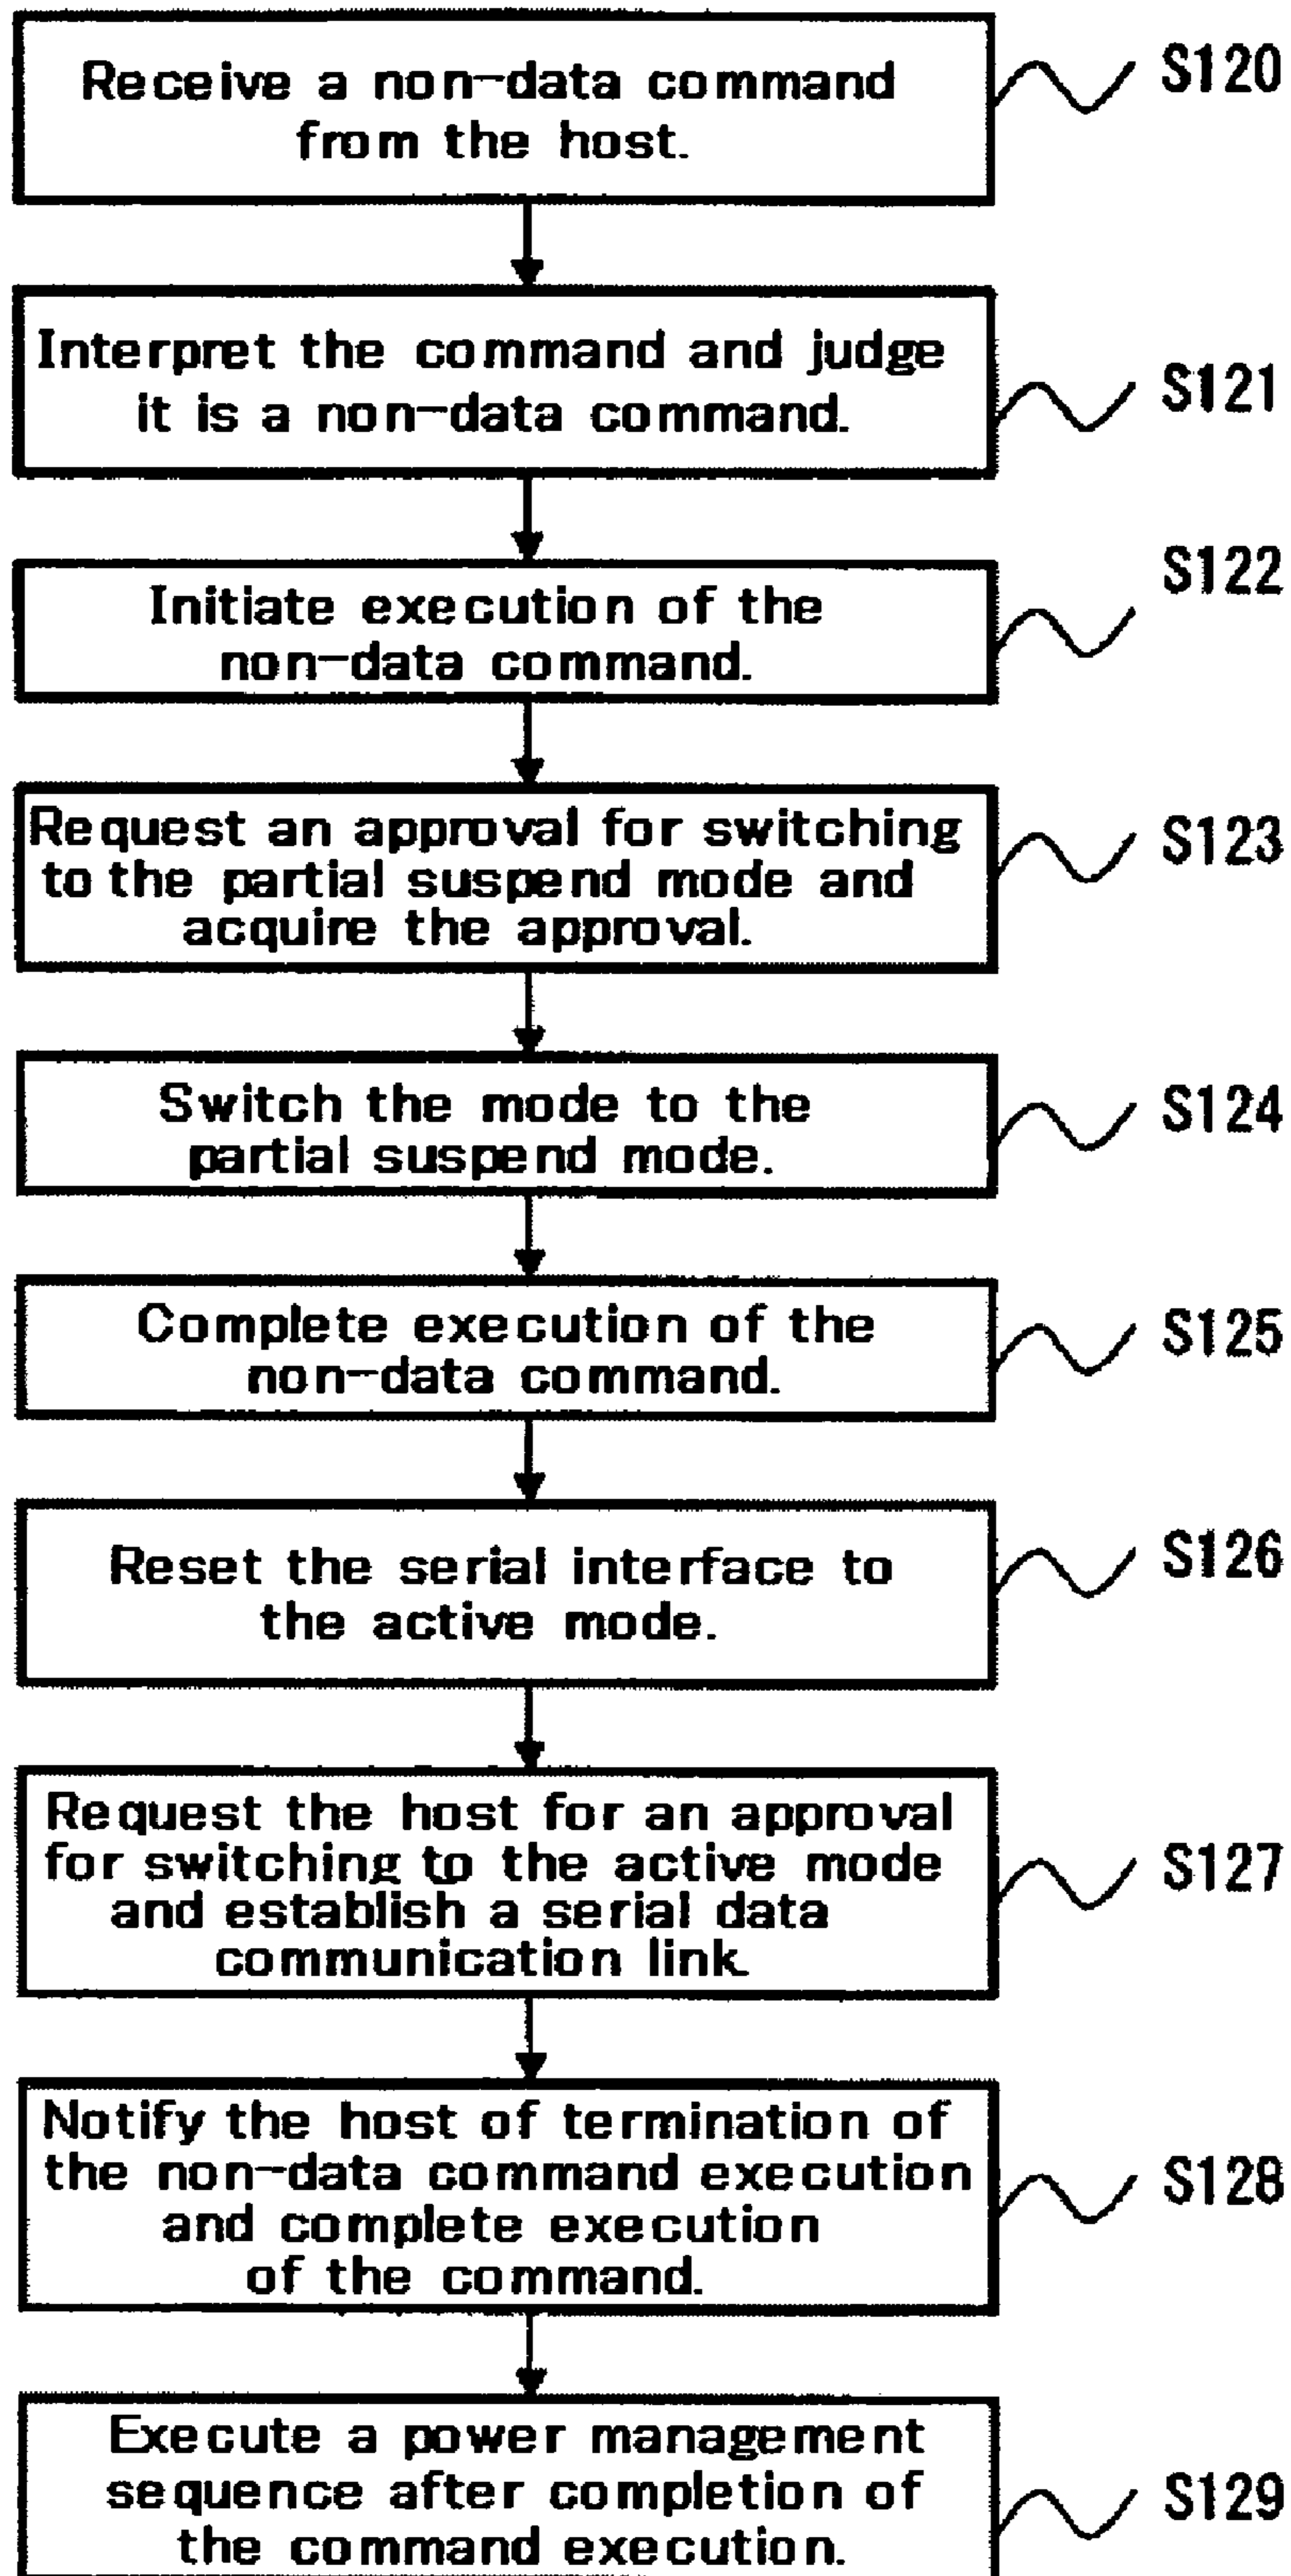 Receive a non-data command
from the host.
S120
Interpret the command and judge
it is a non-data command.
S121
Initiate execution of the
non-data command.
S122
Request an approval for switching
to the partial suspend mode and
acquire the approval.
S123
Switch the mode to the
partial suspend mode.
S124
Complete execution of the
non-data command.
S125
Reset the serial interface to
the active mode.
S126
Request the host for an approval
for switching to the active mode
and establish a serial data
communication link.
S127
Notify the host of termination of
the non-data command execution
and complete execution
of the command.
S128
Execute a power management
sequence after completion of
the command execution.
S129